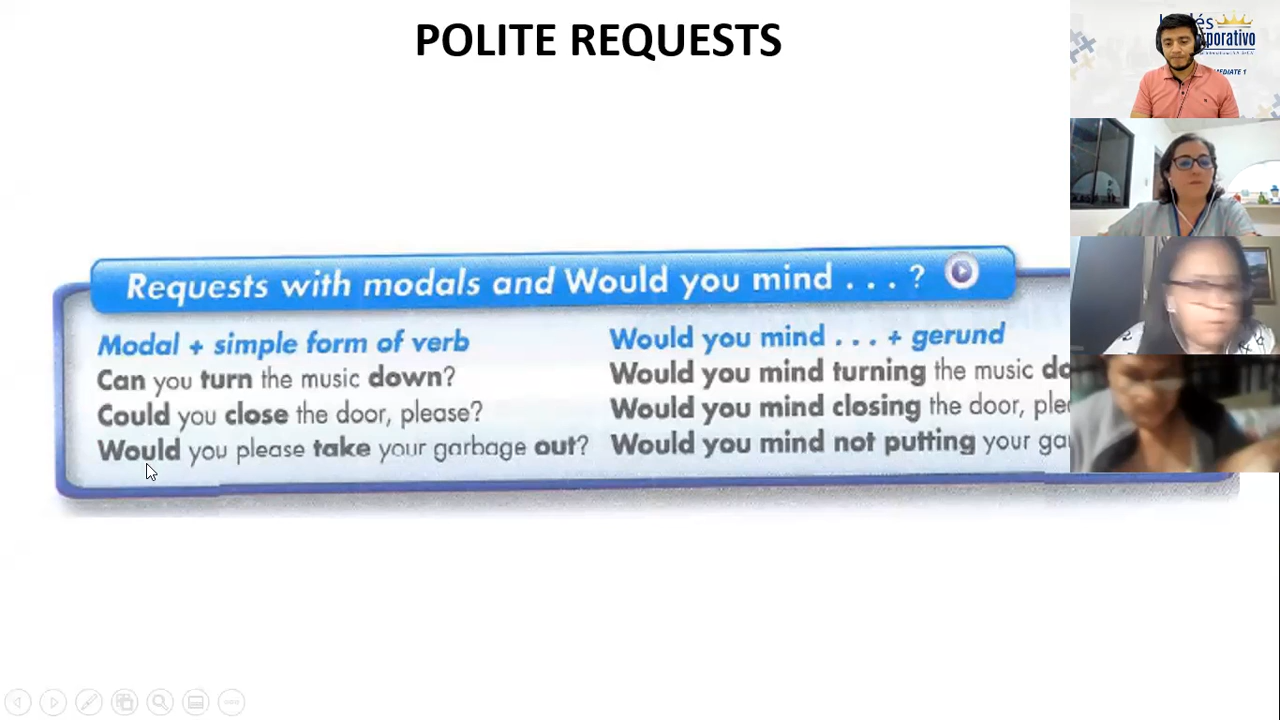 POLITE REQUESTS
Requests with modals and Would you mind . . . ?
Modal + simple form of verb
Can you turn the music down?
Could you close the door, please?
Would you please take your garbage out?
Would you mind . . . + gerund
Would you mind turning the music
Would you mind closing the door,
Would you mind not putting your